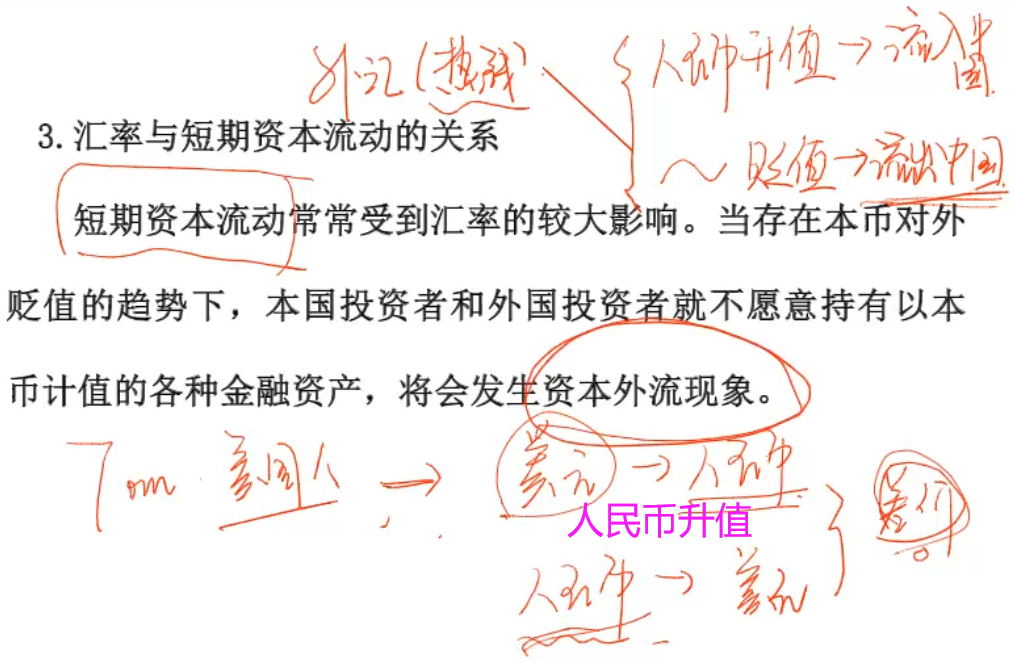 外汇(热钱)
人民币升值→流入中国
～贬值→流出中国
3.汇率与短期资本流动的关系
短期资本流动常常受到汇率的较大影响。当存在本币对外
贬值的趋势下，本国投资者和外国投资者就不愿意持有以本
币计值的各种金融资产，将会发生资本外流现象。
Tom. 美国人 → 美元→人民币
差价
人民币升值
人民币→美元